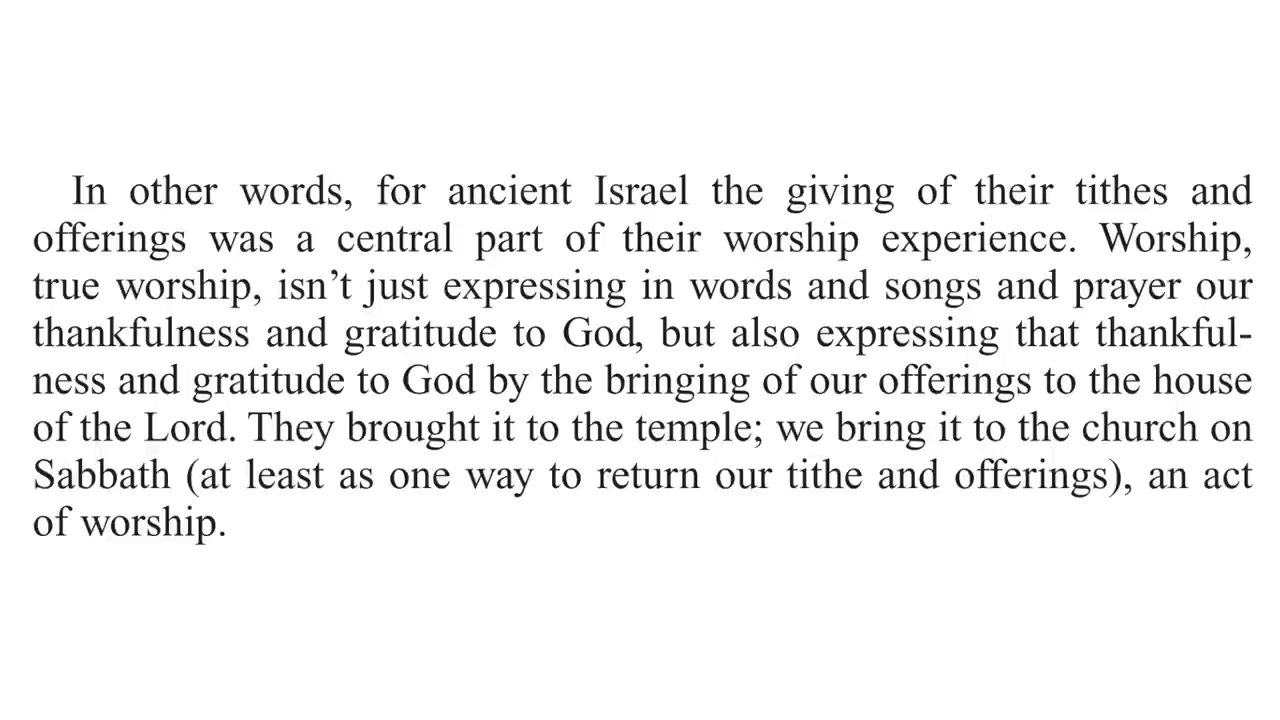 In other words, for ancient Israel the giving of their tithes and
offerings was a central part of their worship experience. Worship,
true worship, isn’t just expressing in words and songs and prayer our
thankfulness and gratitude to God, but also expressing that thankful-
ness and gratitude to God by the bringing of our offerings to the house
of the Lord. They brought it to the temple; we bring it to the church on
Sabbath (at least as one way to return our tithe and offerings), an act
of worship.